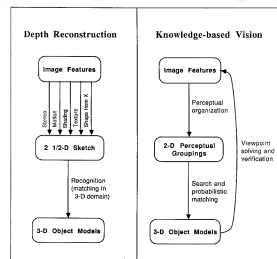 Depth Reconstruction
Image Features
Stereo
Motion
Shading
Texture
Shape from X
2 1/2-D Sketch
Recognition
(matching in
3-D domain)
3-D Object Models
Knowledge-based Vision
Image Features
Perceptual
organization
2-D Perceptual
Groupings
Viewpoint
solving and
verification
Search and
probabilistic
matching
3-D Object Models